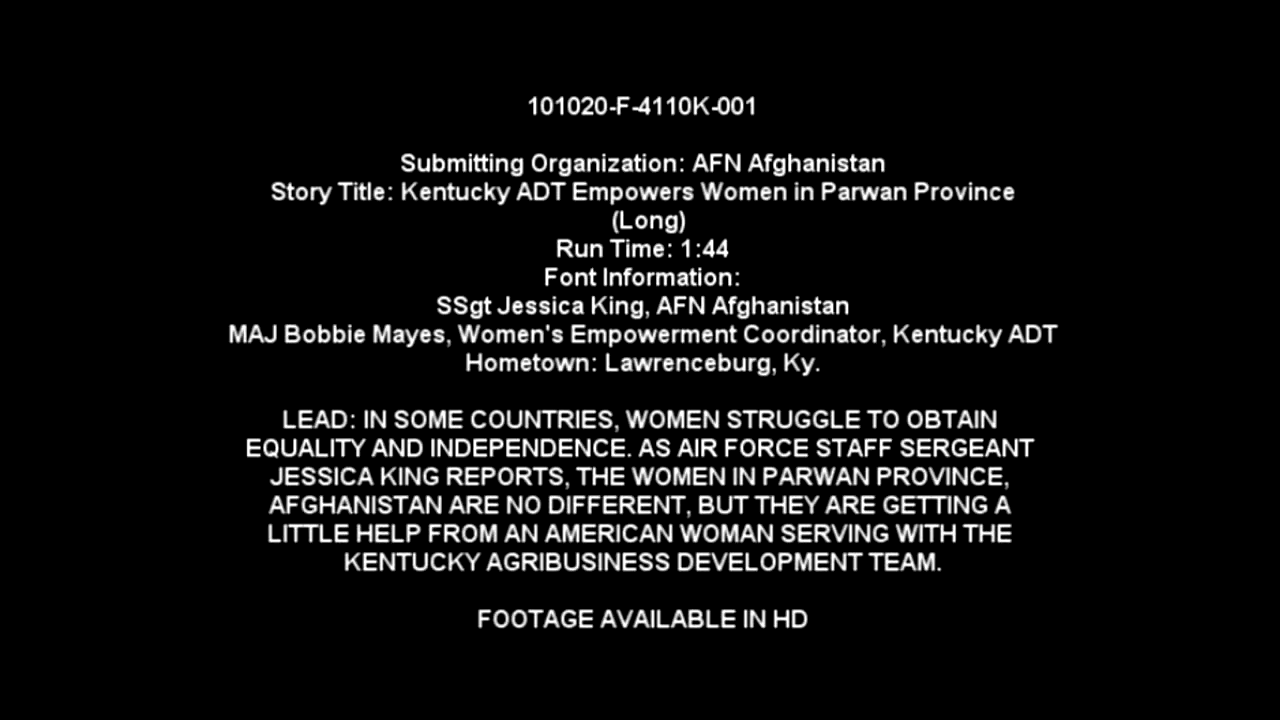 101020-F-4110K-001
Submitting Organization: AFN Afghanistan
Story Title: Kentucky ADT Empowers Women in Parwan Province
(Long)
Run Time: 1:44
Font Information:
SSgt Jessica King, AFN Afghanistan
MAJ Bobbie Mayes, Women's Empowerment Coordinator, Kentucky ADT
Hometown: Lawrenceburg, Ky.
LEAD: IN SOME COUNTRIES, WOMEN STRUGGLE TO OBTAIN
EQUALITY AND INDEPENDENCE. AS AIR FORCE STAFF SERGEANT
JESSICA KING REPORTS, THE WOMEN IN PARWAN PROVINCE,
AFGHANISTAN ARE NO DIFFERENT, BUT THEY ARE GETTING A
LITTLE HELP FROM AN AMERICAN WOMAN SERVING WITH THE
KENTUCKY AGRIBUSINESS DEVELOPMENT TEAM.
FOOTAGE AVAILABLE IN HD